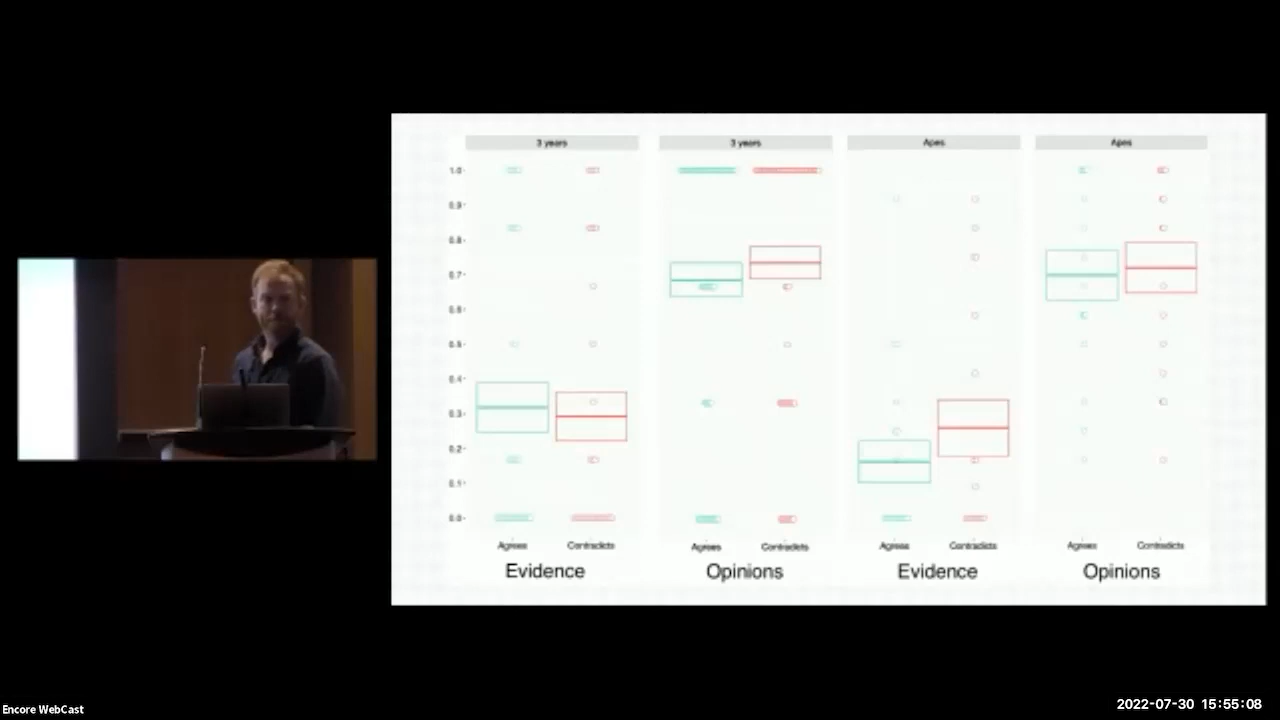 3 years
3 years
Apes
Apes
1.0
0.9
0.8
0.7
0.6
0.5
0.4
0.3
0.2
0.1
0.0
Agrees Contradicts Agrees Contradicts Agrees Contradicts Agrees Contradicts
Evidence Opinions Evidence Opinions
Encore WebCast
2022-07-30 15:55:08